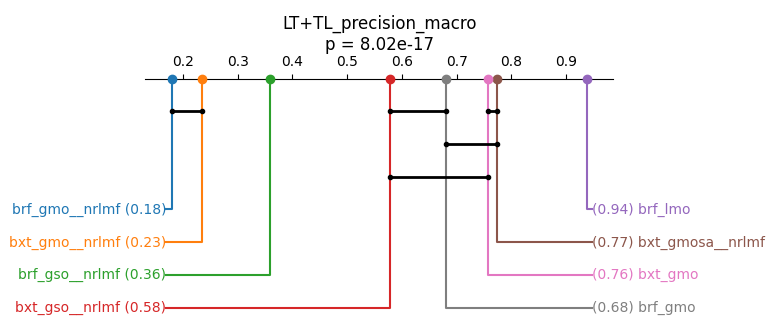 LT+TL_precision_macro
p = 8.02e-17
0.2 0.3 0.4 0.5 0.6 0.7 0.8 0.9
brf_gmo__nrlmf (0.18) (0.94) brf_lmo
bxt_gmo__nrlmf (0.23) (0.77) bxt_gmosa__nrlmf
brf_gso__nrlmf (0.36) (0.76) bxt_gmo
bxt_gso__nrlmf (0.58) (0.68) brf_gmo